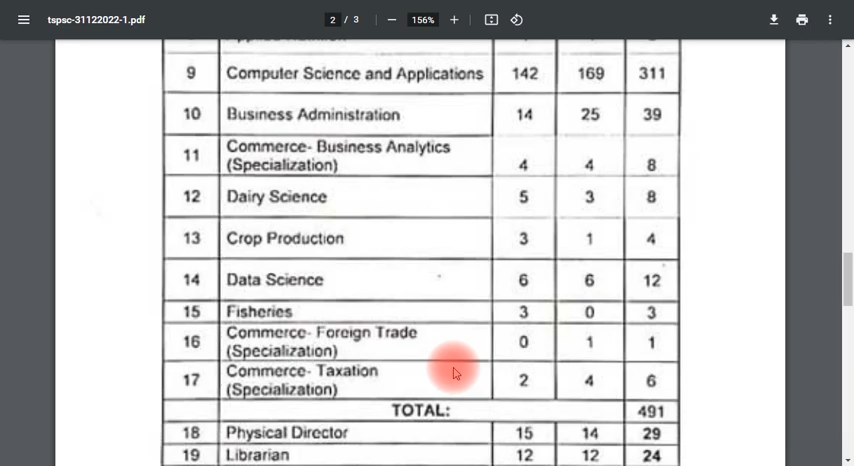 tspsc-31122022-1.pdf 2 / 3 156%
9 Computer Science and Applications 142 169 311
10 Business Administration 14 25 39
11 Commerce- Business Analytics
(Specialization) 4 4 8
12 Dairy Science 5 3 8
13 Crop Production 3 1 4
14 Data Science 6 6 12
15 Fisheries 3 0 3
16 Commerce- Foreign Trade
(Specialization) 0 1 1
17 Commerce- Taxation
(Specialization) 2 4 6
TOTAL: 491
18 Physical Director 15 14 29
19 Librarian 12 12 24